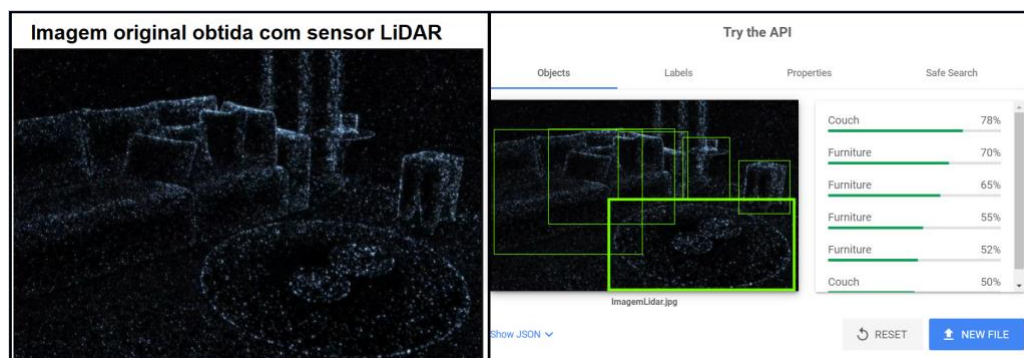 Imagem original obtida com sensor LiDAR
Try the API
Objects Labels Properties Safe Search
Couch 78%
Furniture 70%
Furniture 65%
Furniture 55%
Furniture 52%
Couch 50%
ImagemLidar.jpg
Show JSON
RESET
NEW FILE